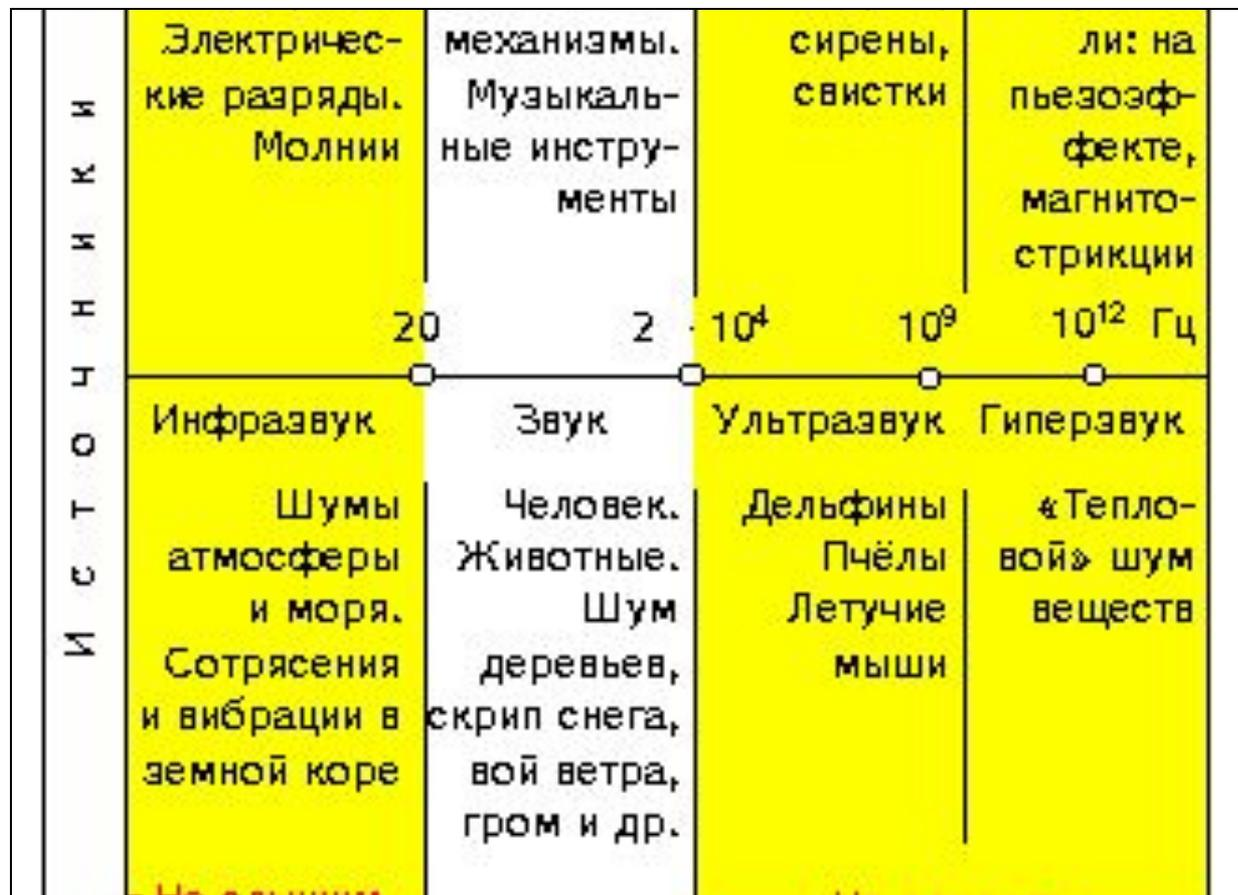 Источники
Электричес-
кие разряды.
Молнии
механизмы.
Музыкаль-
ные инстру-
менты
сирены,
свистки
ли: на
пьезоэф-
фекте,
магнито-
стрикции
20 2 · 10⁴ 10⁹ 10¹² Гц
Инфразвук Звук Ультразвук Гиперзвук
Шумы
атмосферы
и моря.
Сотрясения
и вибрации в
земной коре
Человек.
Животные.
Шум
деревьев,
скрип снега,
вой ветра,
гром и др.
Дельфины
Пчёлы
Летучие
мыши
«Тепло-
вой» шум
веществ